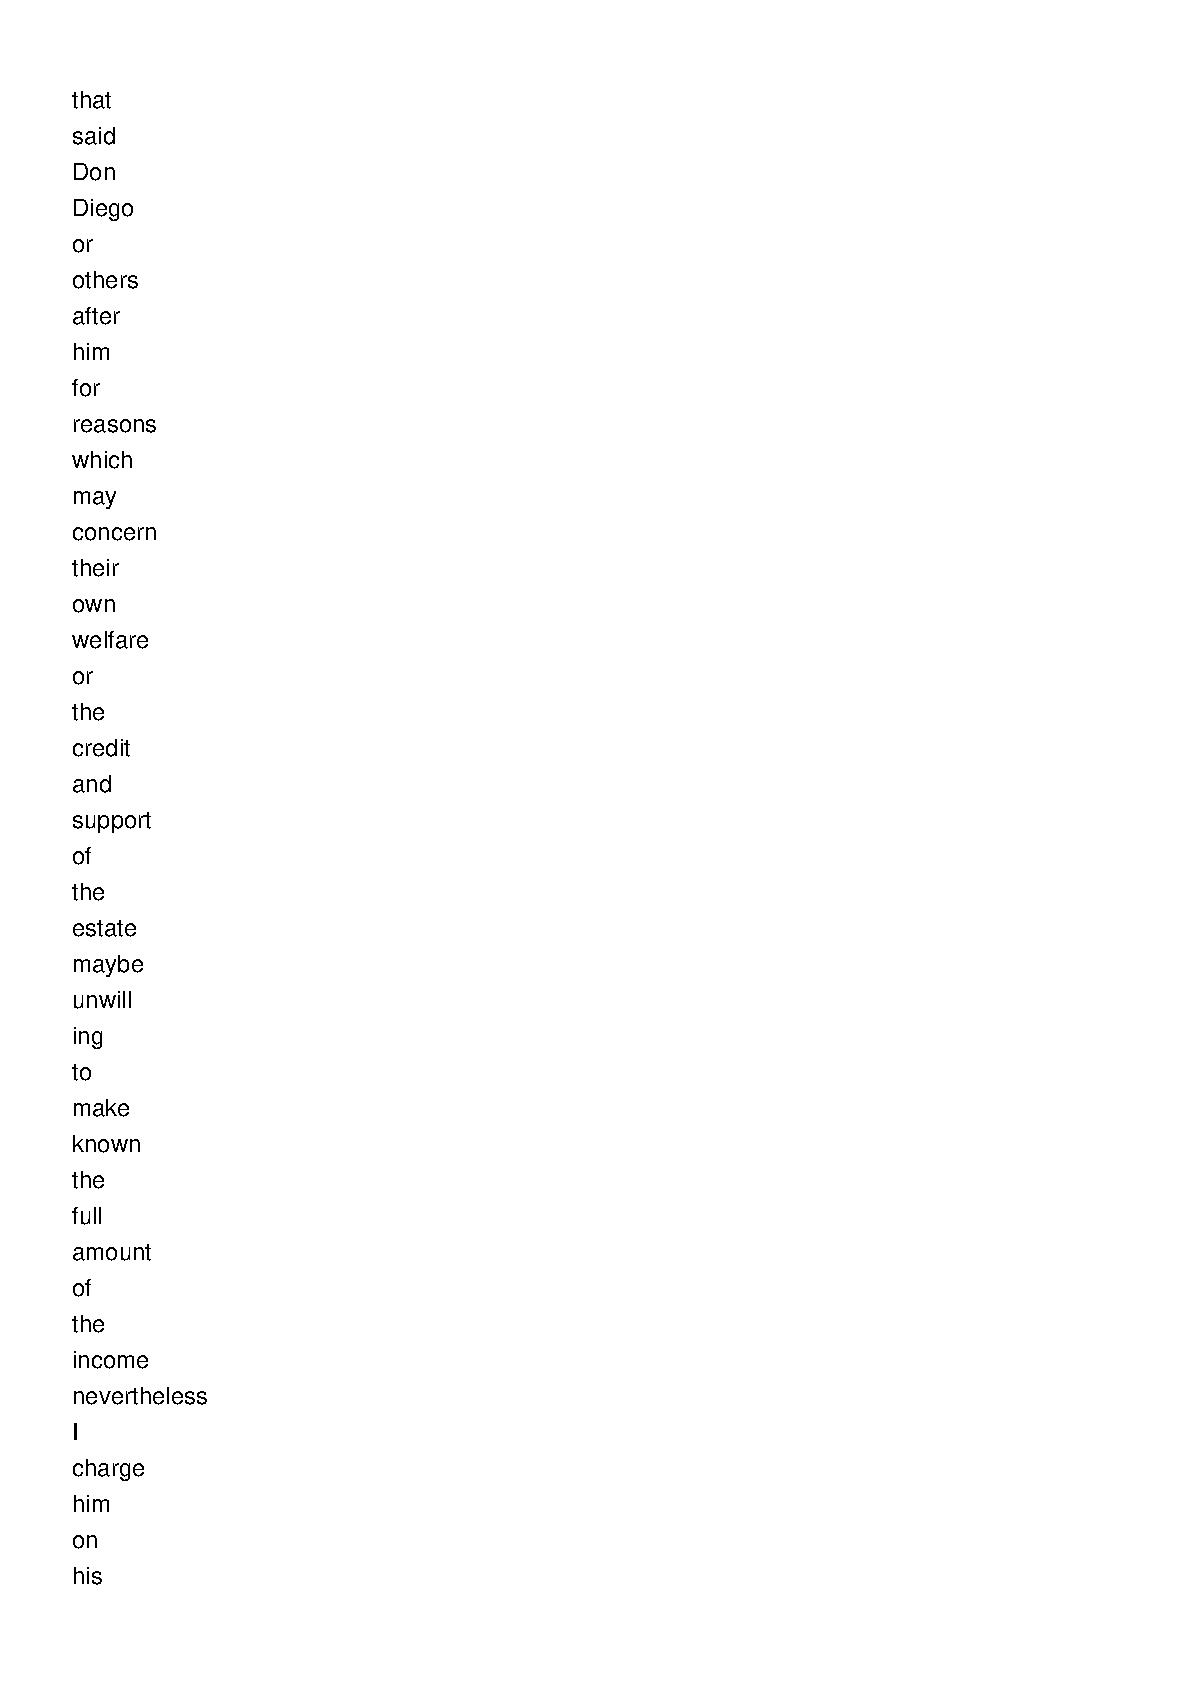 that
said
Don
Diego
or
others
after
him
for
reasons
which
may
concern
their
own
welfare
or
the
credit
and
support
of
the
estate
maybe
unwill
ing
to
make
known
the
full
amount
of
the
income
nevertheless
I
charge
him
on
his